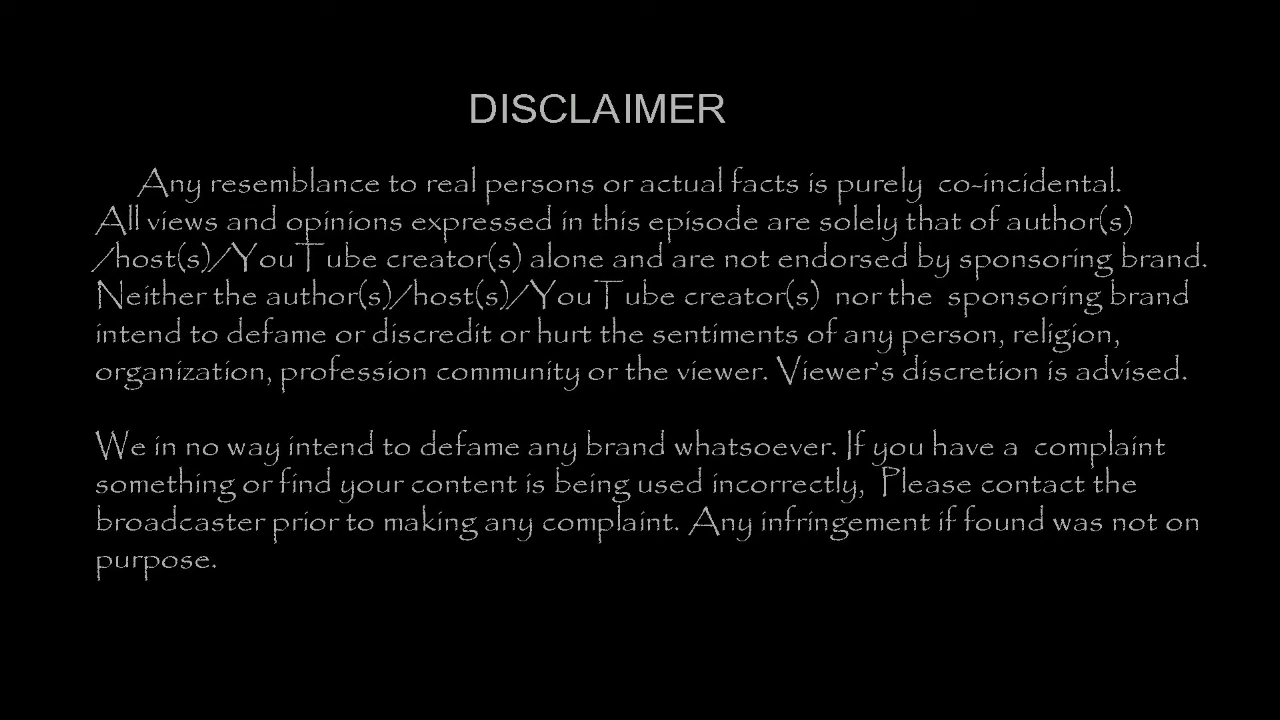 DISCLAIMER
Any resemblance to real persons or actual facts is purely co-incidental.
All views and opinions expressed in this episode are solely that of author(s)
/host(s)/YouTube creator(s) alone and are not endorsed by sponsoring brand.
Neither the author(s)/host(s)/YouTube creator(s) nor the sponsoring brand
intend to defame or discredit or hurt the sentiments of any person, religion,
organization, profession community or the viewer. Viewer's discretion is advised.
We in no way intend to defame any brand whatsoever. If you have a complaint
something or find your content is being used incorrectly, Please contact the
broadcaster prior to making any complaint. Any infringement if found was not on
purpose.